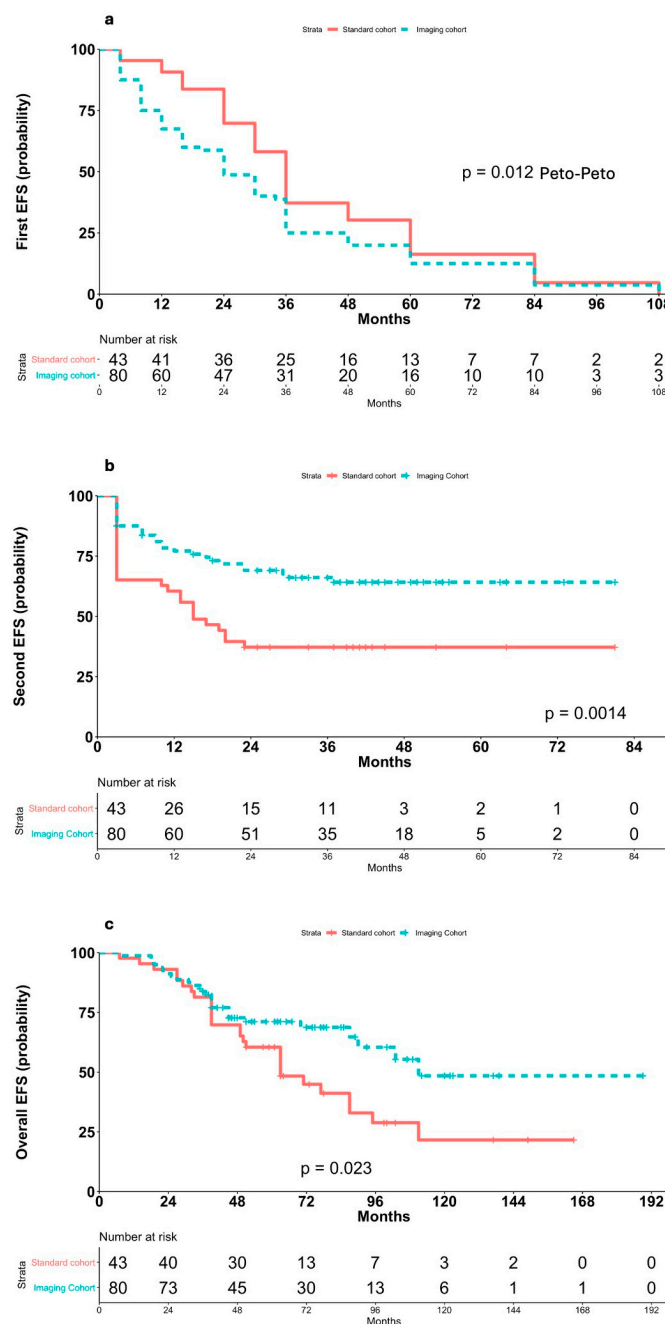 a
Strata Standard cohort Imaging cohort
100
75
50
25
0
First EFS (probability)
p = 0.012 Peto-Peto
0 12 24 36 48 60 72 84 96 108
Months
Number at risk
Strata
Standard cohort 43 41 36 25 16 13 7 7 2 2
Imaging cohort 80 60 47 31 20 16 10 10 3 3
0 12 24 36 48 60 72 84 96 108
Months
b
Strata Standard cohort Imaging Cohort
100
75
50
25
0
Second EFS (probability)
p = 0.0014
0 12 24 36 48 60 72 84
Months
Number at risk
Strata
Standard cohort 43 26 15 11 3 2 1 0
Imaging Cohort 80 60 51 35 18 5 2 0
0 12 24 36 48 60 72 84
Months
c
Strata Standard cohort Imaging Cohort
100
75
50
25
0
Overall EFS (probability)
p = 0.023
0 24 48 72 96 120 144 168 192
Months
Number at risk
Strata
Standard cohort 43 40 30 13 7 3 2 0 0
Imaging Cohort 80 73 45 30 13 6 1 1 0
0 24 48 72 96 120 144 168 192
Months